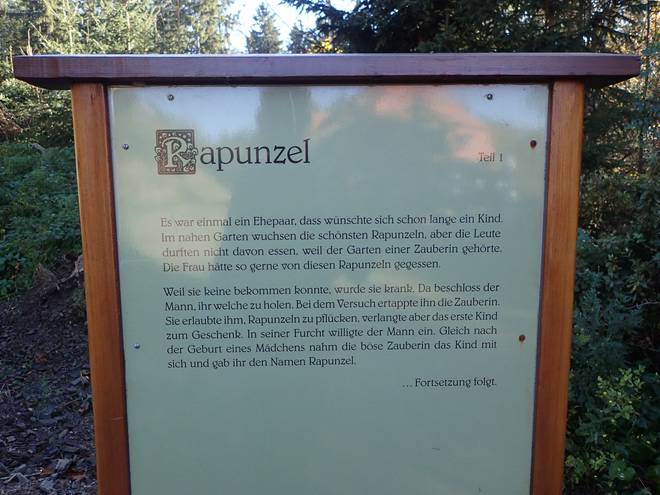 Rapunzel
Teil 1
Es war einmal ein Ehepaar, dass wünschte sich schon lange ein Kind.
Im nahen Garten wuchsen die schönsten Rapunzeln, aber die Leute
durften nicht davon essen, weil der Garten einer Zauberin gehörte.
Die Frau hätte so gerne von diesen Rapunzeln gegessen.
Weil sie keine bekommen konnte, wurde sie krank. Da beschloss der
Mann, ihr welche zu holen. Bei dem Versuch ertappte ihn die Zauberin.
Sie erlaubte ihm, Rapunzeln zu pflücken, verlangte aber das erste Kind
zum Geschenk. In seiner Furcht willigte der Mann ein. Gleich nach
der Geburt eines Mädchens nahm die böse Zauberin das Kind mit
sich und gab ihr den Namen Rapunzel.
... Fortsetzung folgt.